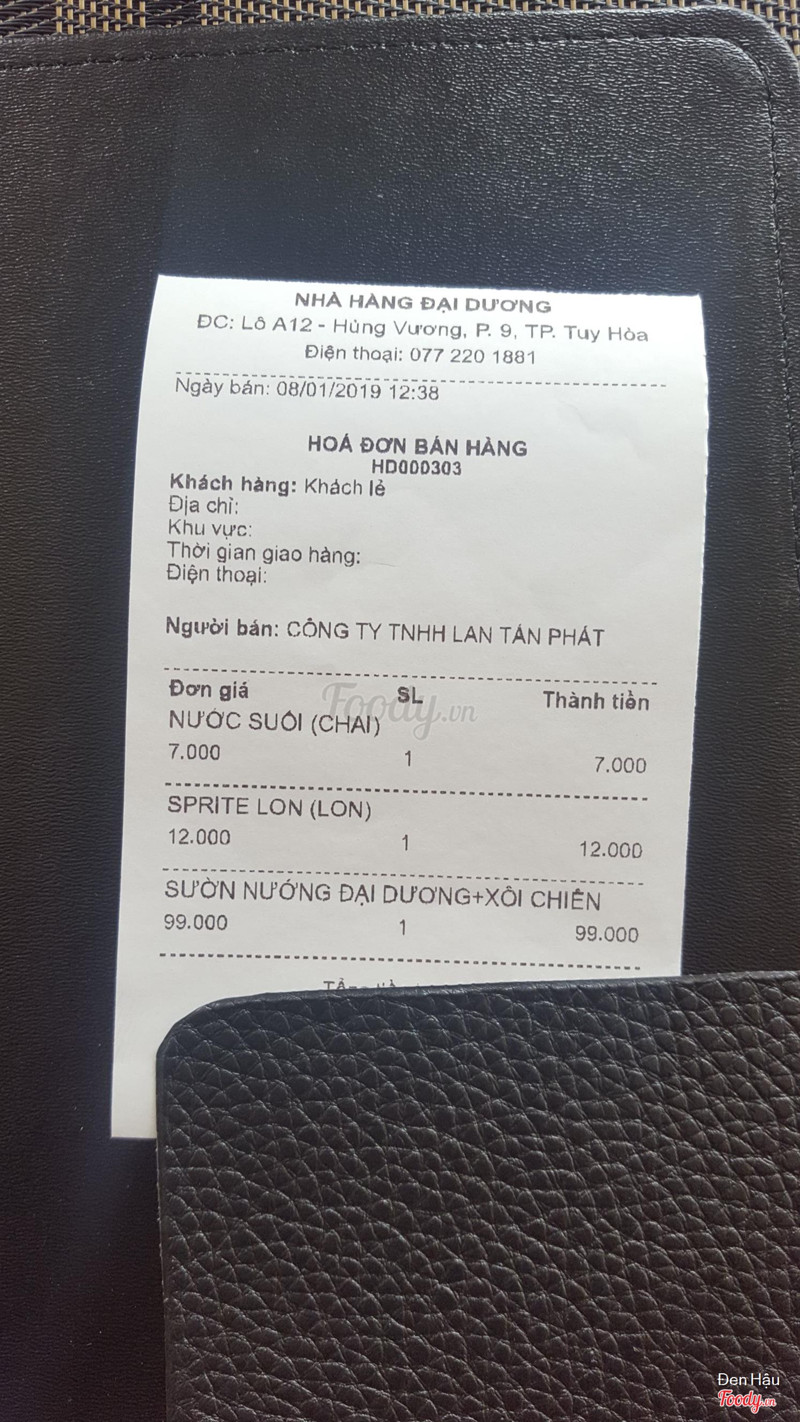 NHÀ HÀNG ĐẠI DƯƠNG
ĐC: Lô A12 - Hùng Vương, P. 9, TP. Tuy Hòa
Điện thoại: 077 220 1881
Ngày bán: 08/01/2019 12:38
HOÁ ĐƠN BÁN HÀNG
HD000303
Khách hàng: Khách lẻ
Địa chỉ:
Khu vực:
Thời gian giao hàng:
Điện thoại:
Người bán: CÔNG TY TNHH LAN TẤN PHÁT
Đơn giá SL Thành tiền
Foody.vn
NƯỚC SUỐI (CHAI)
7.000 1 7.000
SPRITE LON (LON)
12.000 1 12.000
SƯỜN NƯỚNG ĐẠI DƯƠNG+XÔI CHIÊN
99.000 1 99.000
Đen Hậu
Foody.vn